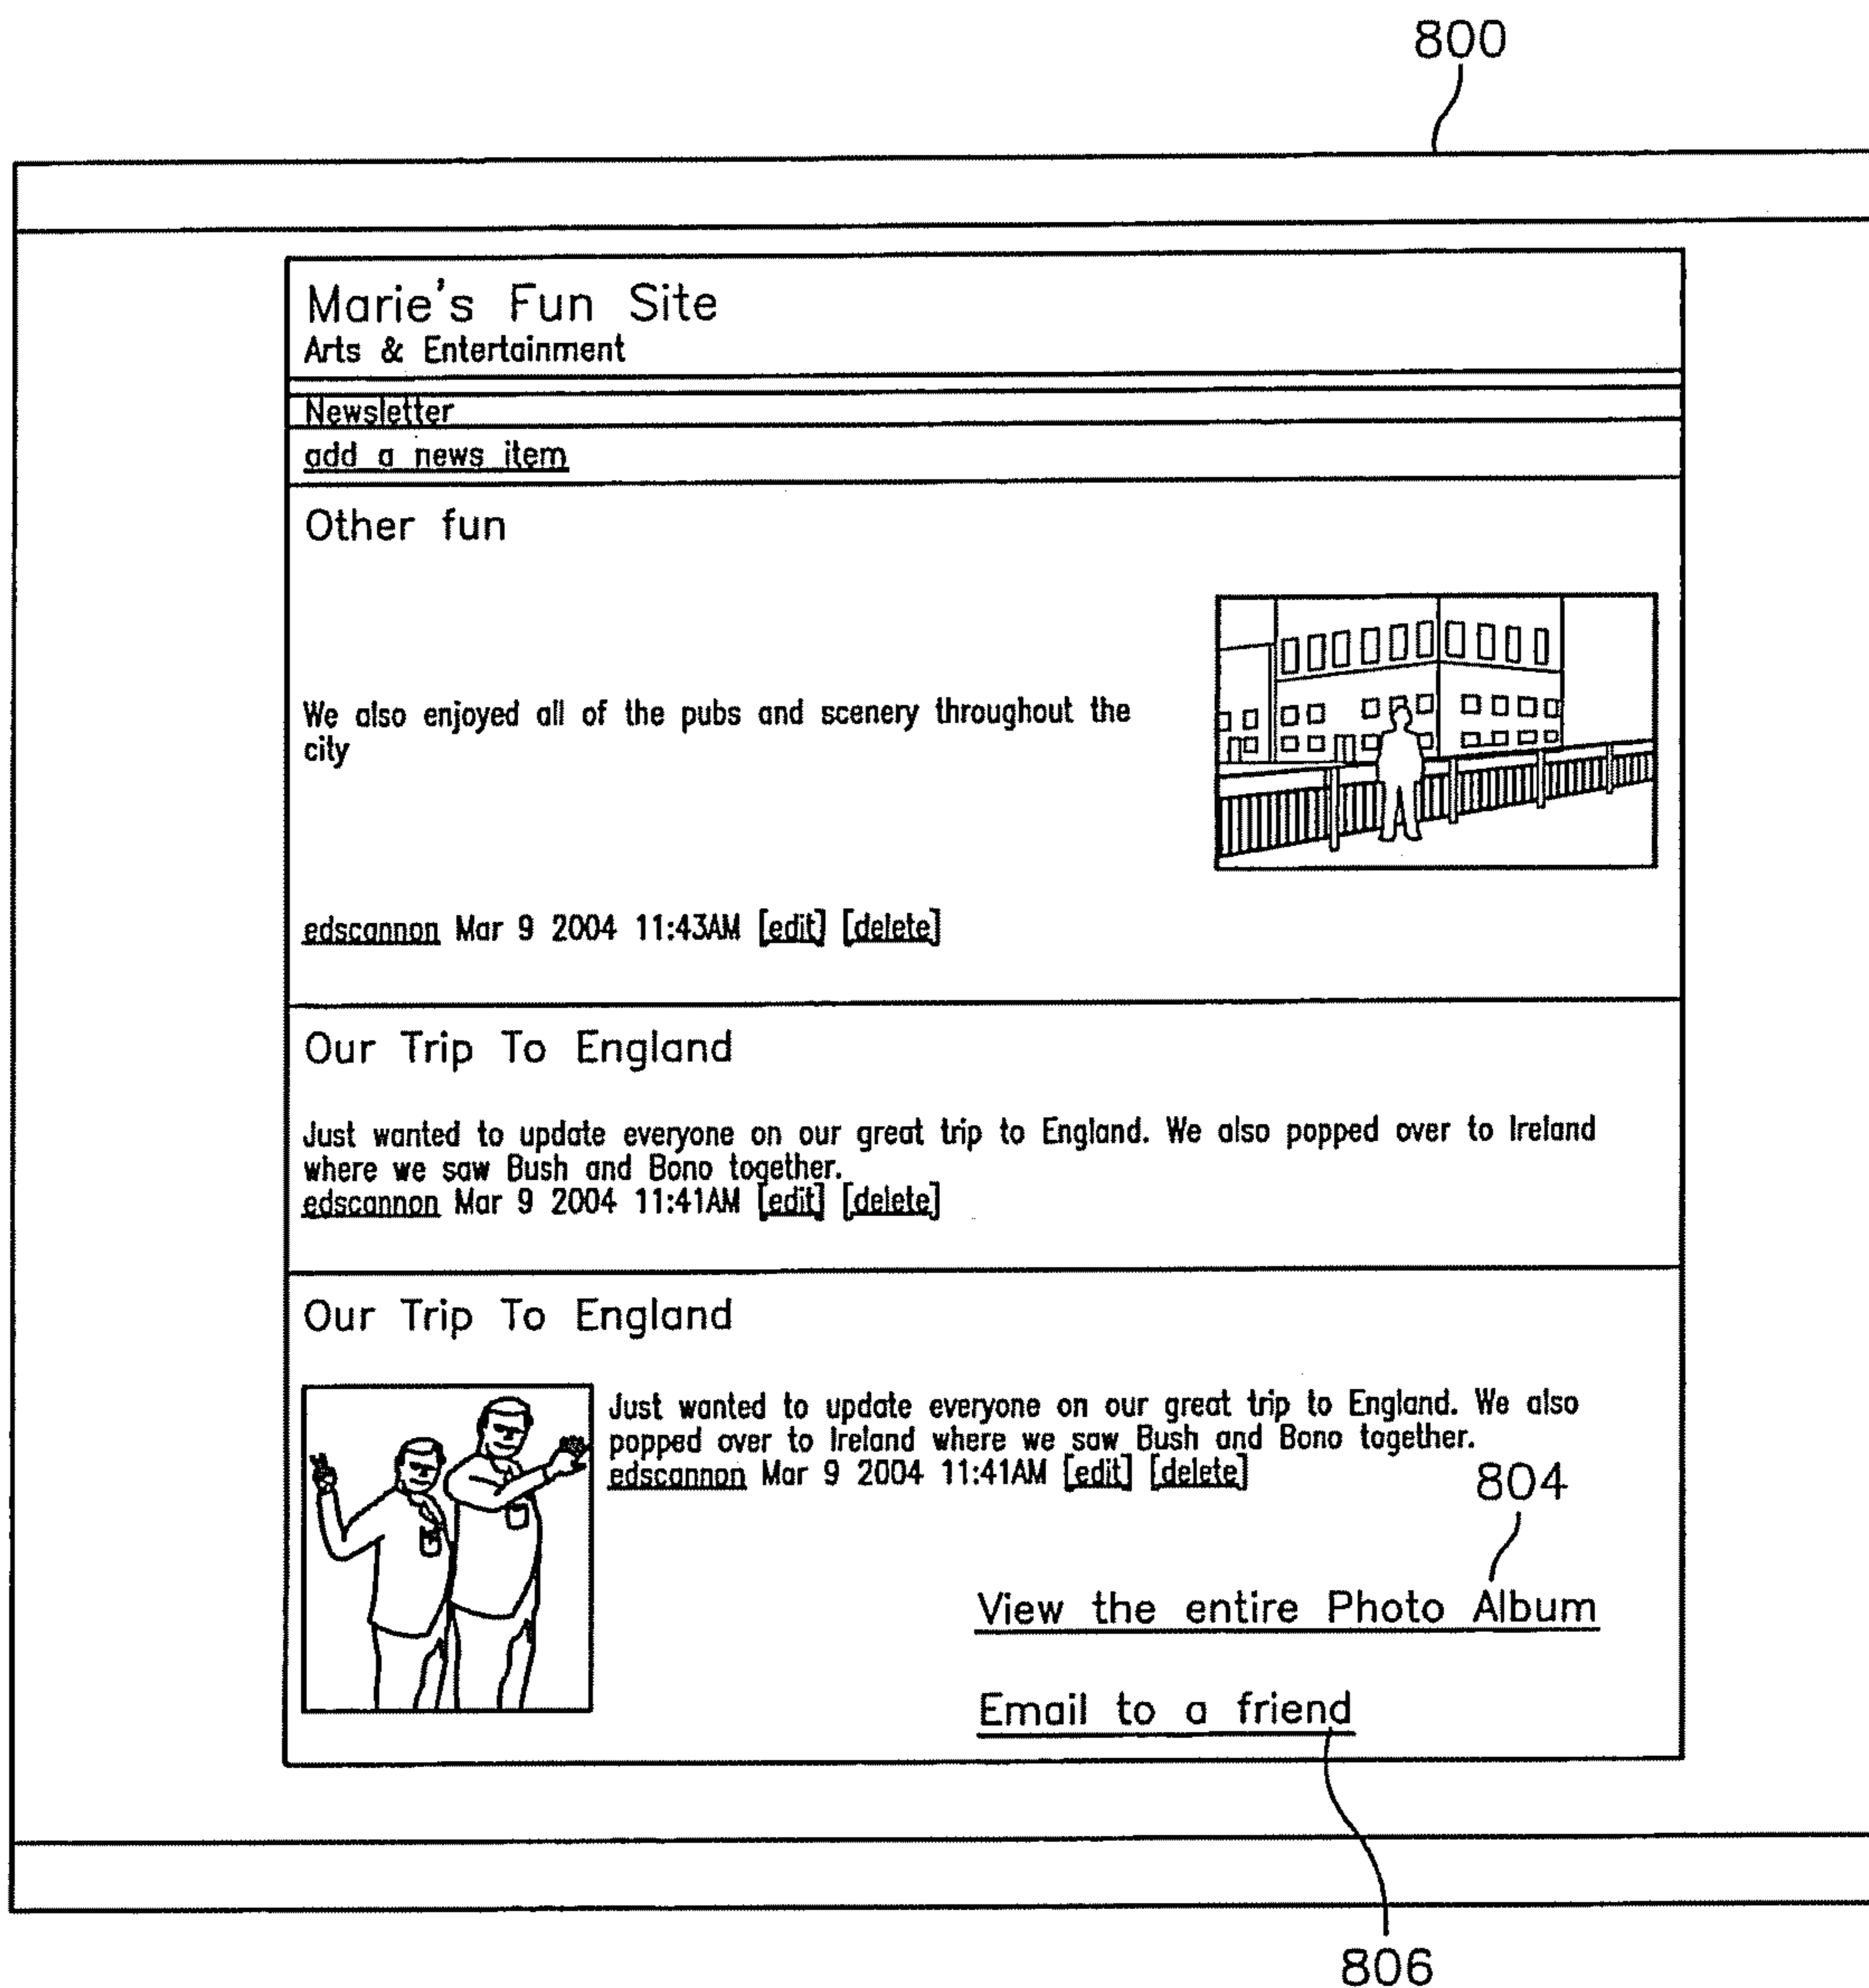 800
Marie's Fun Site
Arts & Entertainment
Newsletter
add a news item
Other fun
We also enjoyed all of the pubs and scenery throughout the
city
edscannon Mar 9 2004 11:43AM [edit] [delete]
Our Trip To England
Just wanted to update everyone on our great trip to England. We also popped over to Ireland
where we saw Bush and Bono together.
edscannon Mar 9 2004 11:41AM [edit] [delete]
Our Trip To England
Just wanted to update everyone on our great trip to England. We also
popped over to Ireland where we saw Bush and Bono together.
edscannon Mar 9 2004 11:41AM [edit] [delete]
804
View the entire Photo Album
Email to a friend
806